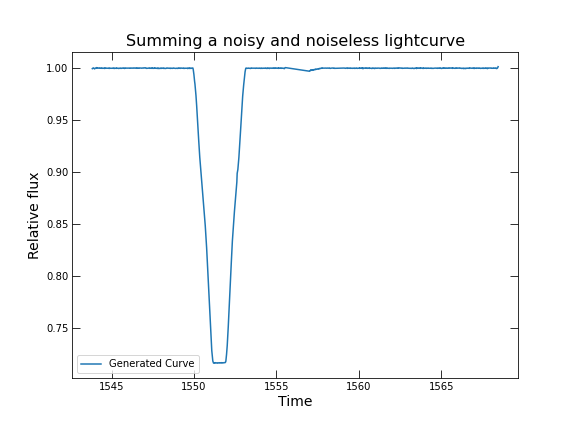 Summing a noisy and noiseless lightcurve
1.00
0.95
0.90
0.85
0.80
0.75
Relative flux
Generated Curve
1545
1550
1555
1560
1565
Time